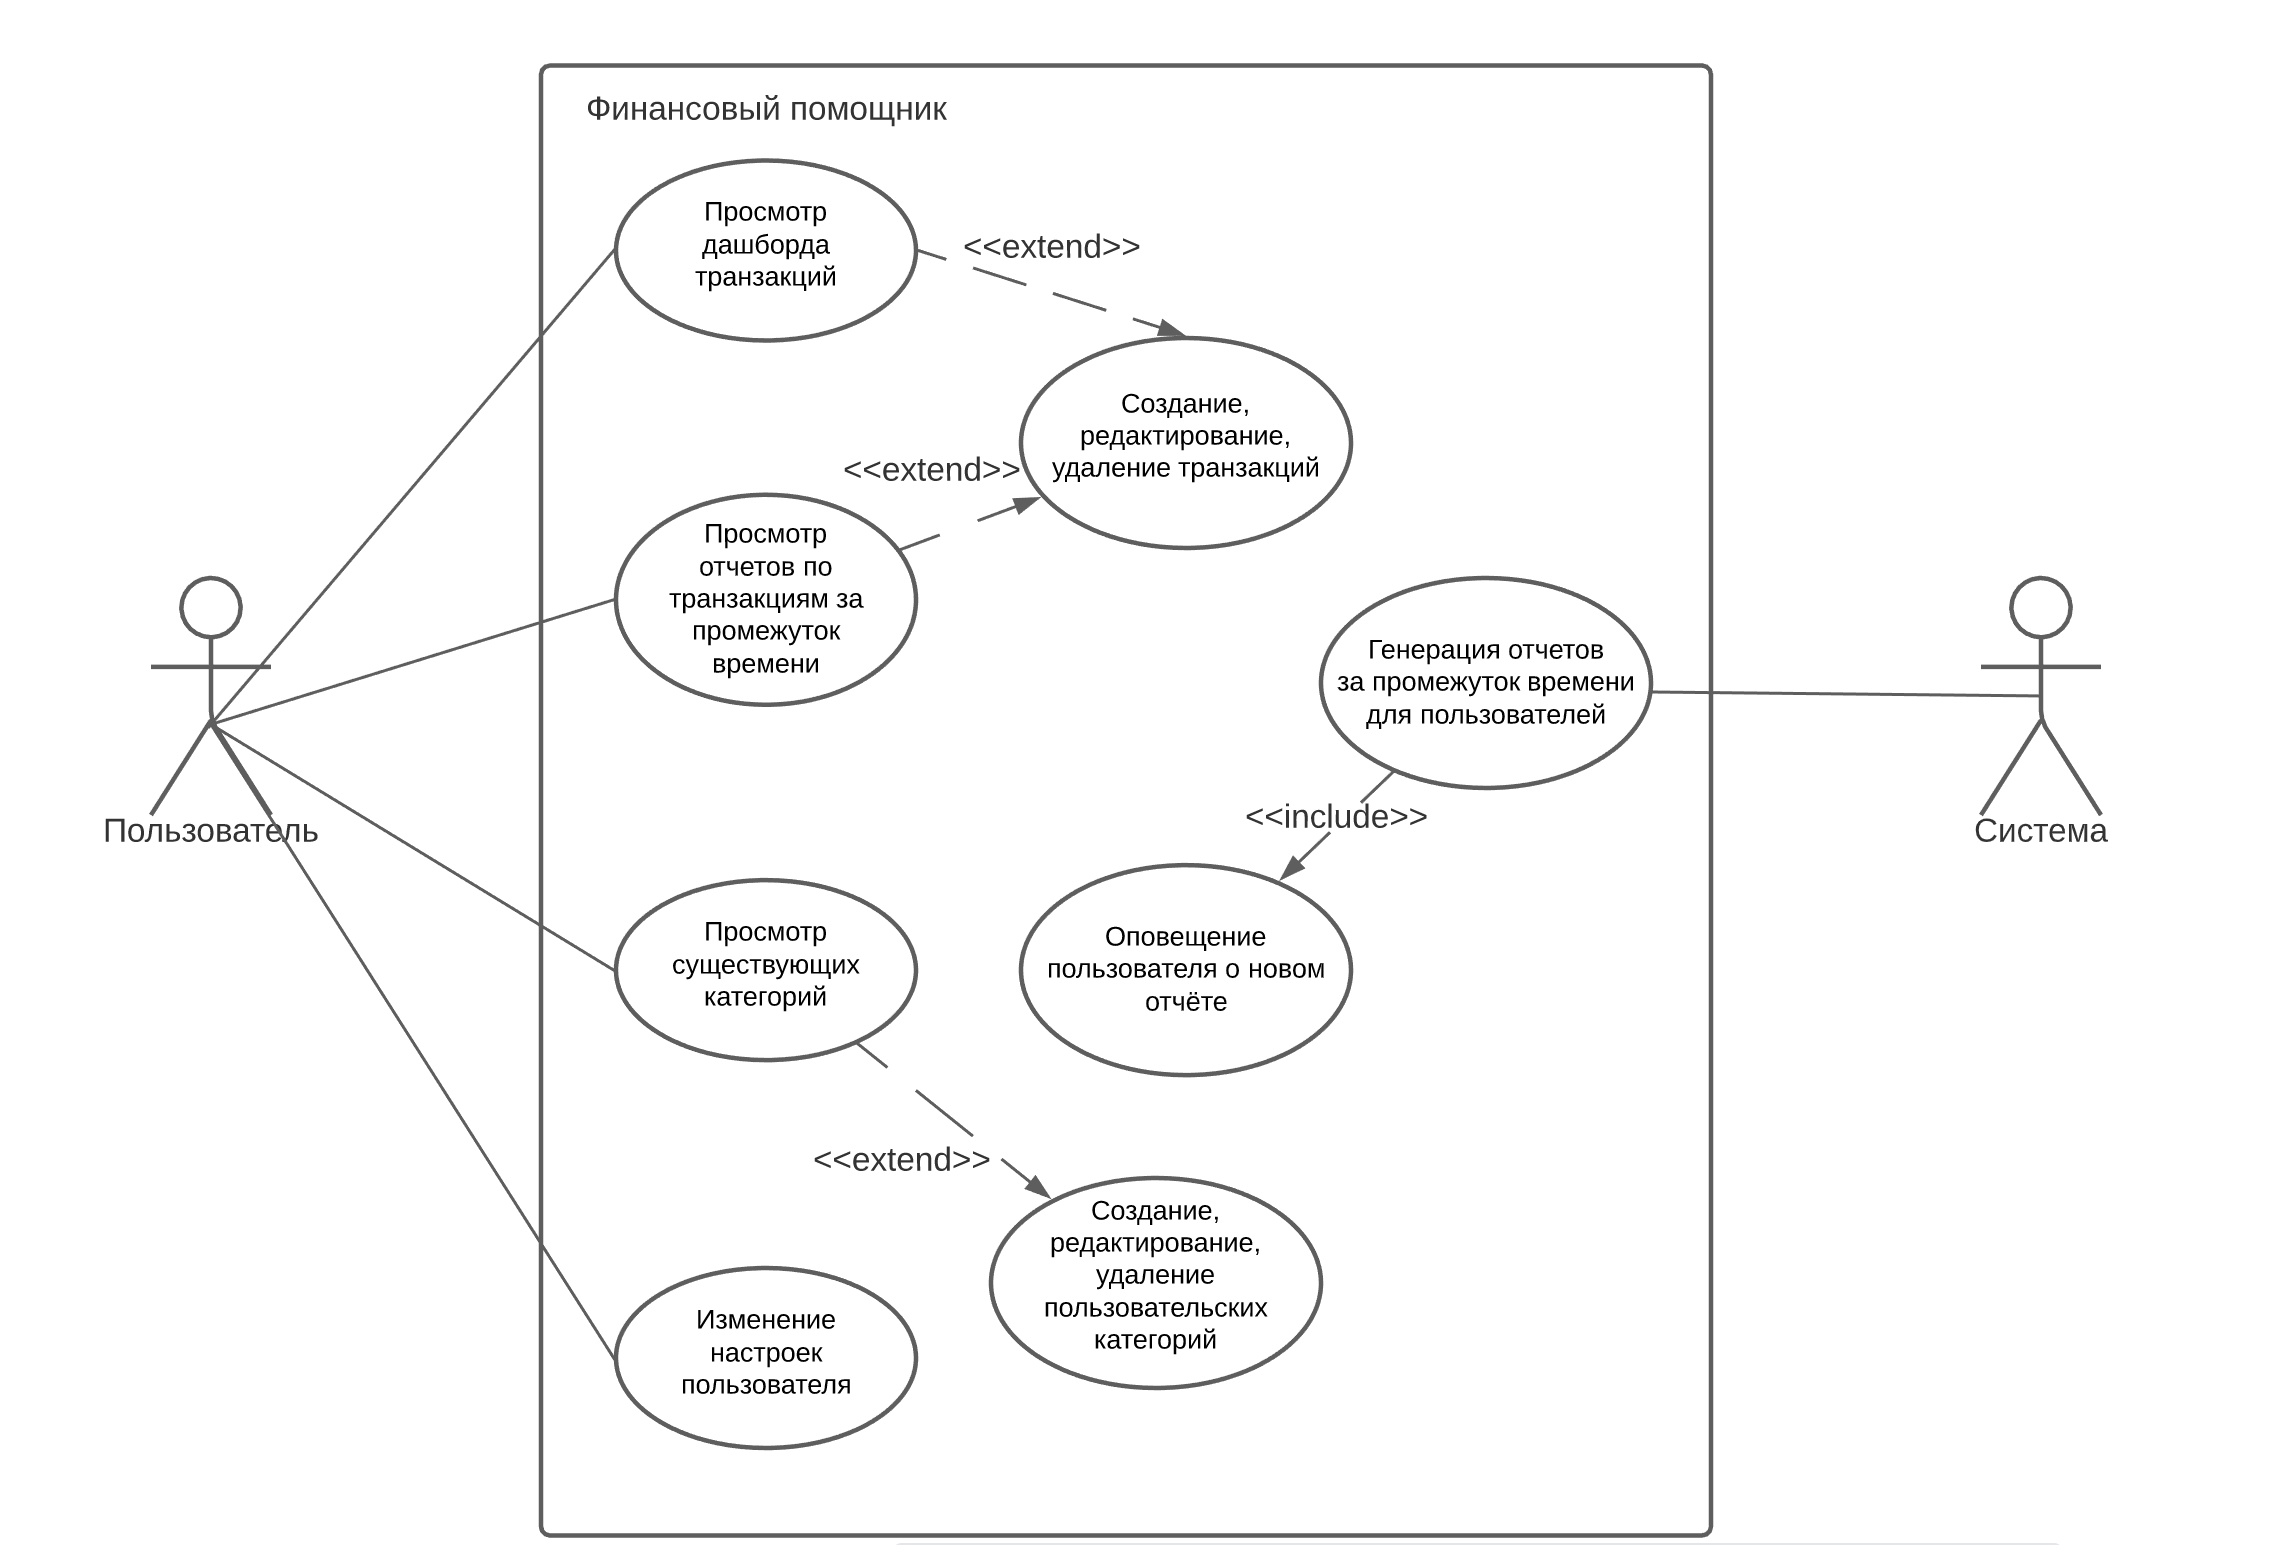 Финансовый помощник
Просмотр
дашборда
транзакций
<<extend>>
Создание,
редактирование,
удаление транзакций
<<extend>>
Просмотр
отчетов по
транзакциям за
промежуток
времени
Генерация отчетов
за промежуток времени
для пользователей
Пользователь
<<include>>
Система
Просмотр
существующих
категорий
Оповещение
пользователя о новом
отчёте
<<extend>>
Создание,
редактирование,
удаление
пользовательских
категорий
Изменение
настроек
пользователя